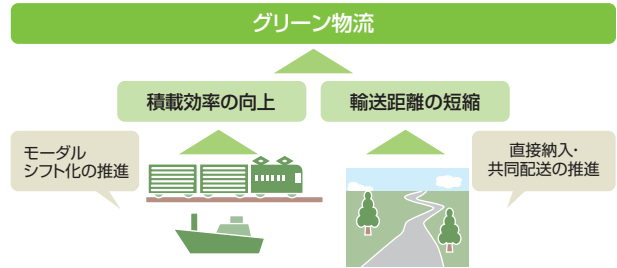 グリーン物流
積載効率の向上
輸送距離の短縮
モーダル
シフト化の推進
直接納入・
共同配送の推進